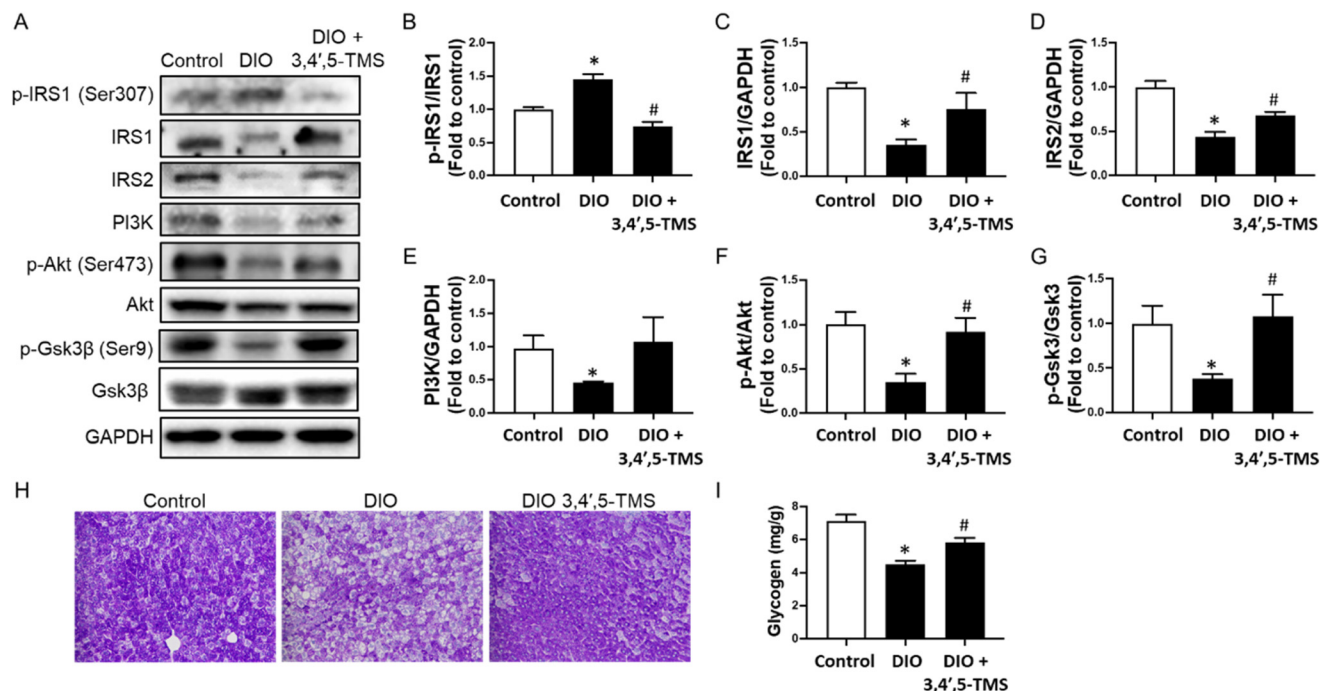 A
Control DIO DIO +
3,4′,5-TMS
p-IRS1 (Ser307)
IRS1
IRS2
PI3K
p-Akt (Ser473)
Akt
p-Gsk3β (Ser9)
Gsk3β
GAPDH
B
p-IRS1/IRS1
(Fold to control)
2.0
1.5
1.0
0.5
0.0
*
#
Control DIO DIO +
3,4′,5-TMS
C
IRS1/GAPDH
(Fold to control)
1.5
1.0
0.5
0.0
*
#
Control DIO DIO +
3,4′,5-TMS
D
IRS2/GAPDH
(Fold to control)
1.5
1.0
0.5
0.0
*
#
Control DIO DIO +
3,4′,5-TMS
E
PI3K/GAPDH
(Fold to control)
2.0
1.5
1.0
0.5
0.0
*
Control DIO DIO +
3,4′,5-TMS
F
p-Akt/Akt
(Fold to control)
1.5
1.0
0.5
0.0
*
#
Control DIO DIO +
3,4′,5-TMS
G
p-Gsk3/Gsk3
(Fold to control)
1.5
1.0
0.5
0.0
*
#
Control DIO DIO +
3,4′,5-TMS
H
Control DIO DIO 3,4′,5-TMS
I
Glycogen (mg/g)
8
6
4
2
0
*
#
Control DIO DIO +
3,4′,5-TMS